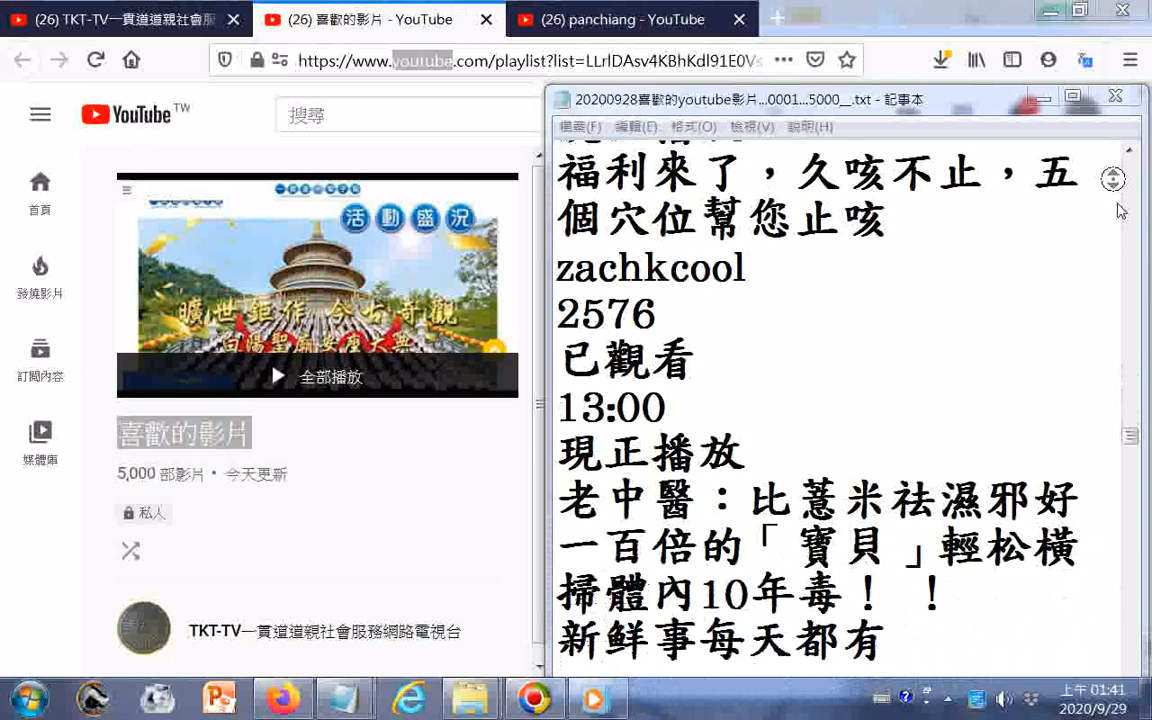 (26) TKT-TV一貫道道親社會服
(26) 喜歡的影片 - YouTube
(26) panchiang - YouTube
https://www.youtube.com/playlist?list=LLrlDAsv4KBhKdl91E0Vs
YouTube TW
搜尋
首頁
發燒影片
訂閱內容
媒體庫
活動盛況
曠世鉅作 今古奇觀
白陽聖廟安座大典
全部播放
喜歡的影片
5,000 部影片・今天更新
私人
TKT-TV一貫道道親社會服務網路電視台
20200928喜歡的youtube影片...0001...5000__.txt - 記事本
檔案(F) 編輯(E) 格式(O) 檢視(V) 說明(H)
福利來了，久咳不止，五
個穴位幫您止咳
zachkcool
2576
已觀看
13:00
現正播放
老中醫：比薏米祛濕邪好
一百倍的「寶貝」輕松橫
掃體內10年毒！ ！
新鮮事每天都有
上午 01:41
2020/9/29